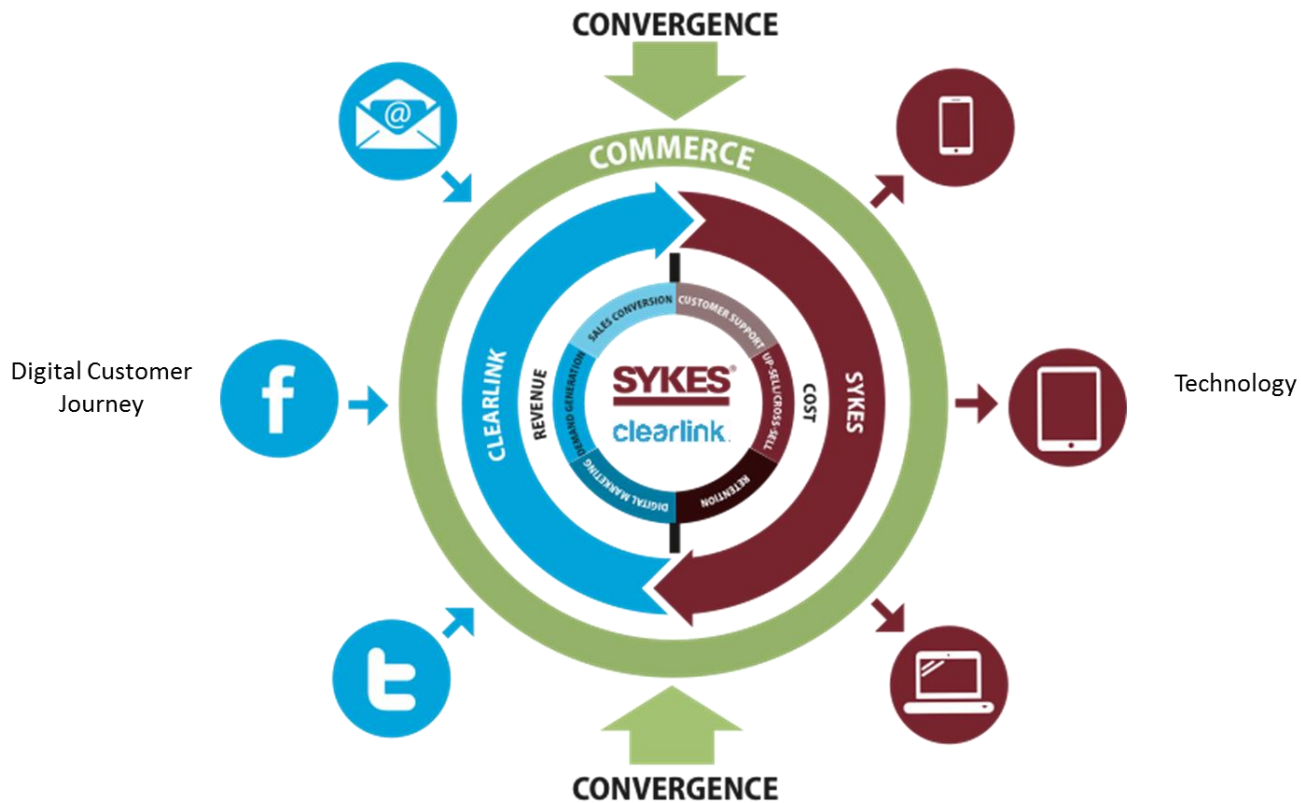 CONVERGENCE
COMMERCE
@
CLEARLINK
REVENUE
SALES CONVERSION
DEMAND GENERATION
DIGITAL MARKETING
CUSTOMER SUPPORT
UP-SELL/CROSS-SELL
RETENTION
SYKES®
clearlink.
COST
SYKES
Digital Customer
Journey
f
t
Technology
CONVERGENCE